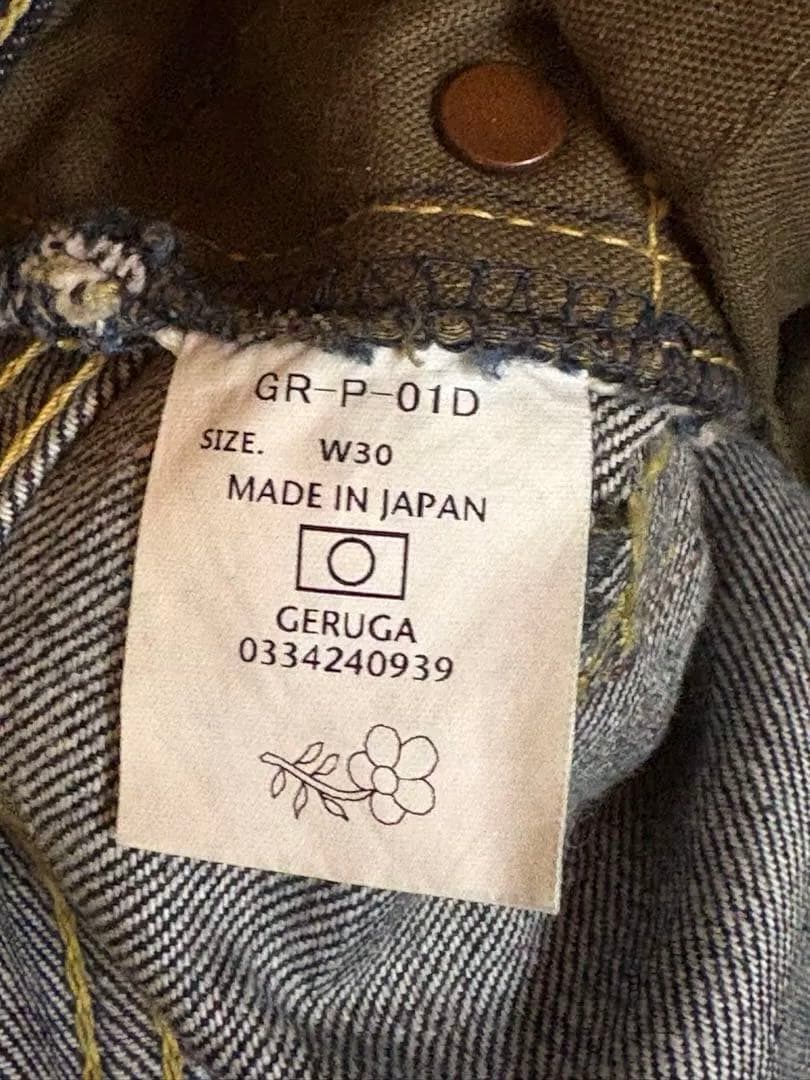 GR-P-01D
SIZE. W30
MADE IN JAPAN
GERUGA
0334240939